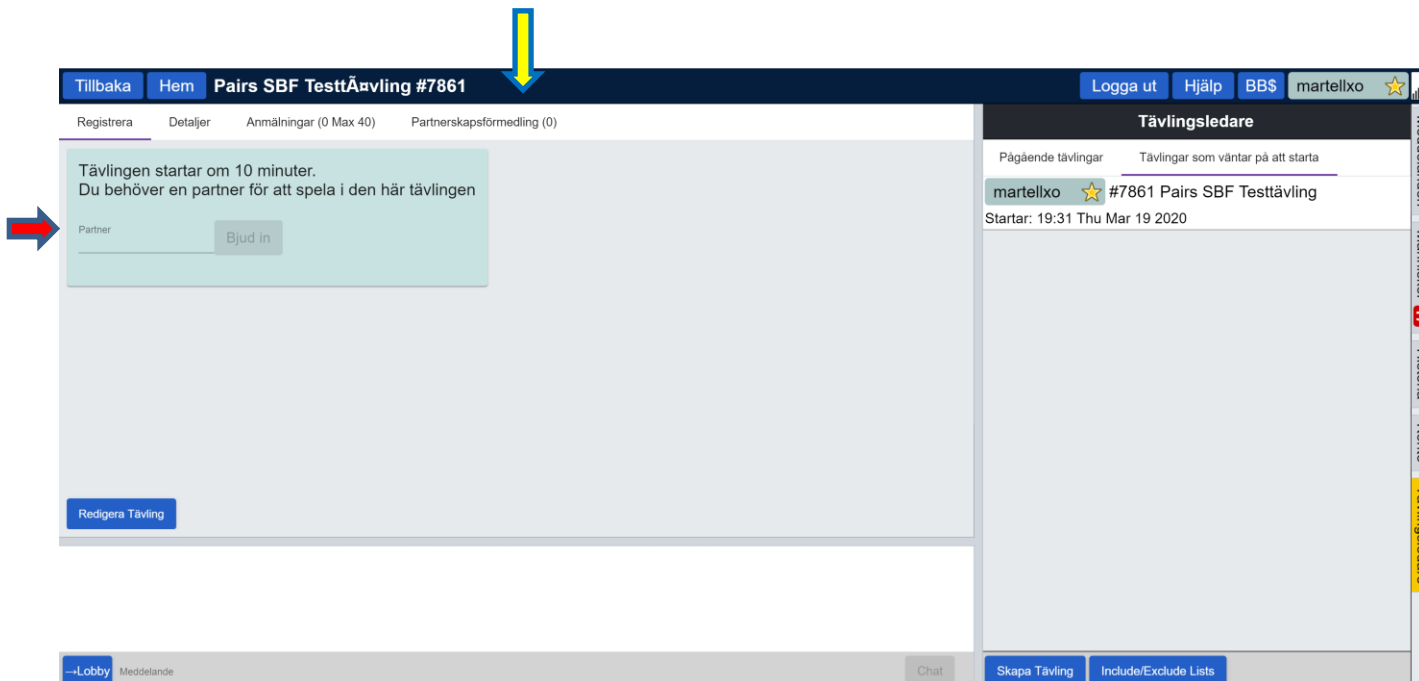 Tillbaka Hem Pairs SBF TesttÃ¤vling #7861 Logga ut Hjälp BB$ martellxo
Registrera Detaljer Anmälningar (0 Max 40) Partnerskapsförmedling (0)
Tävlingen startar om 10 minuter.
Du behöver en partner för att spela i den här tävlingen
Partner
Bjud in
Redigera Tävling
→Lobby Meddelande Chat
Tävlingsledare
Pågående tävlingar Tävlingar som väntar på att starta
martellxo #7861 Pairs SBF Testtävling
Startar: 19:31 Thu Mar 19 2020
Skapa Tävling Include/Exclude Lists